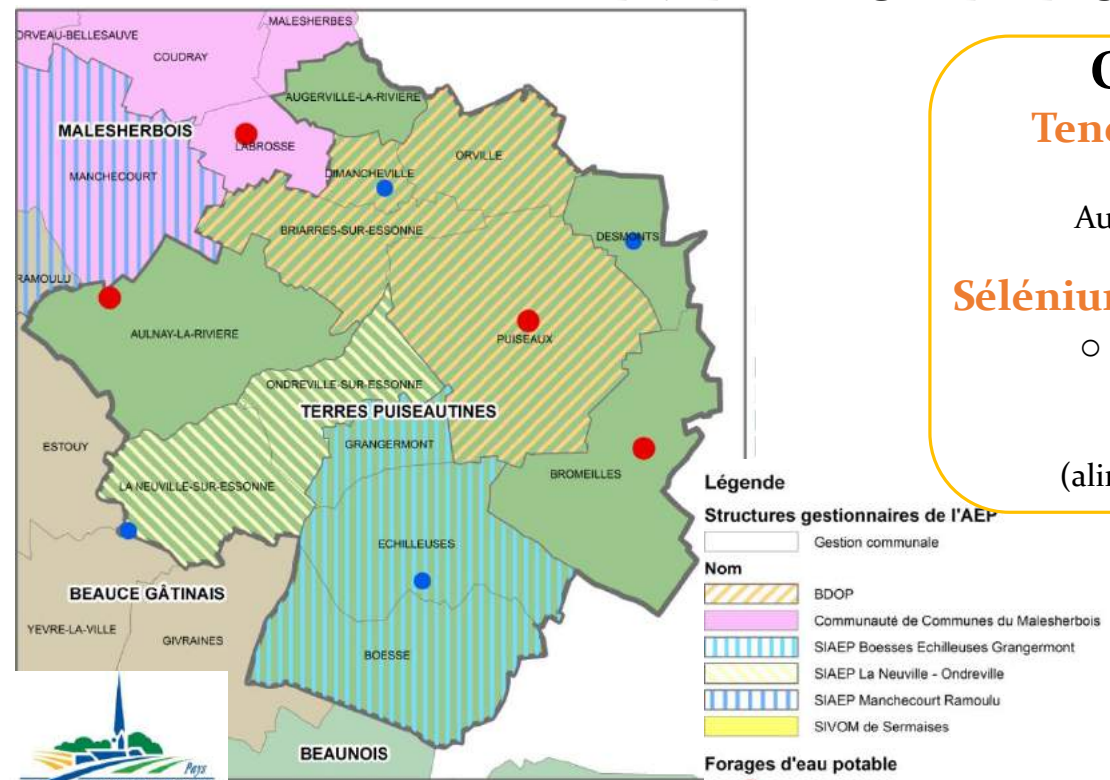 MALESHERBES
ORVEAU-BELLESAUVE
COUDRAY
AUGERVILLE-LA-RIVIERE
MALESHERBOIS
LABROSSE
ORVILLE
MANCHECOURT
DIMANCHEVILLE
BRIARRES-SUR-ESSONNE
DESMONTS
RAMOULU
AULNAY-LA-RIVIERE
PUISEAUX
ONDREVILLE-SUR-ESSONNE
TERRES PUISEAUTINES
ESTOUY
GRANGERMONT
BROMEILLES
LA NEUVILLE-SUR-ESSONNE
ECHILLEUSES
BEAUCE GÂTINAIS
YEVRE-LA-VILLE
GIVRAINES
BOESSE
BEAUNOIS
Pays
Légende
Structures gestionnaires de l'AEP
Gestion communale
Nom
BDOP
Communauté de Communes du Malesherbois
SIAEP Boesses Echilleuses Grangermont
SIAEP La Neuville - Ondreville
SIAEP Manchecourt Ramoulu
SIVOM de Sermaises
Forages d'eau potable
Au
Sélénium
(alim